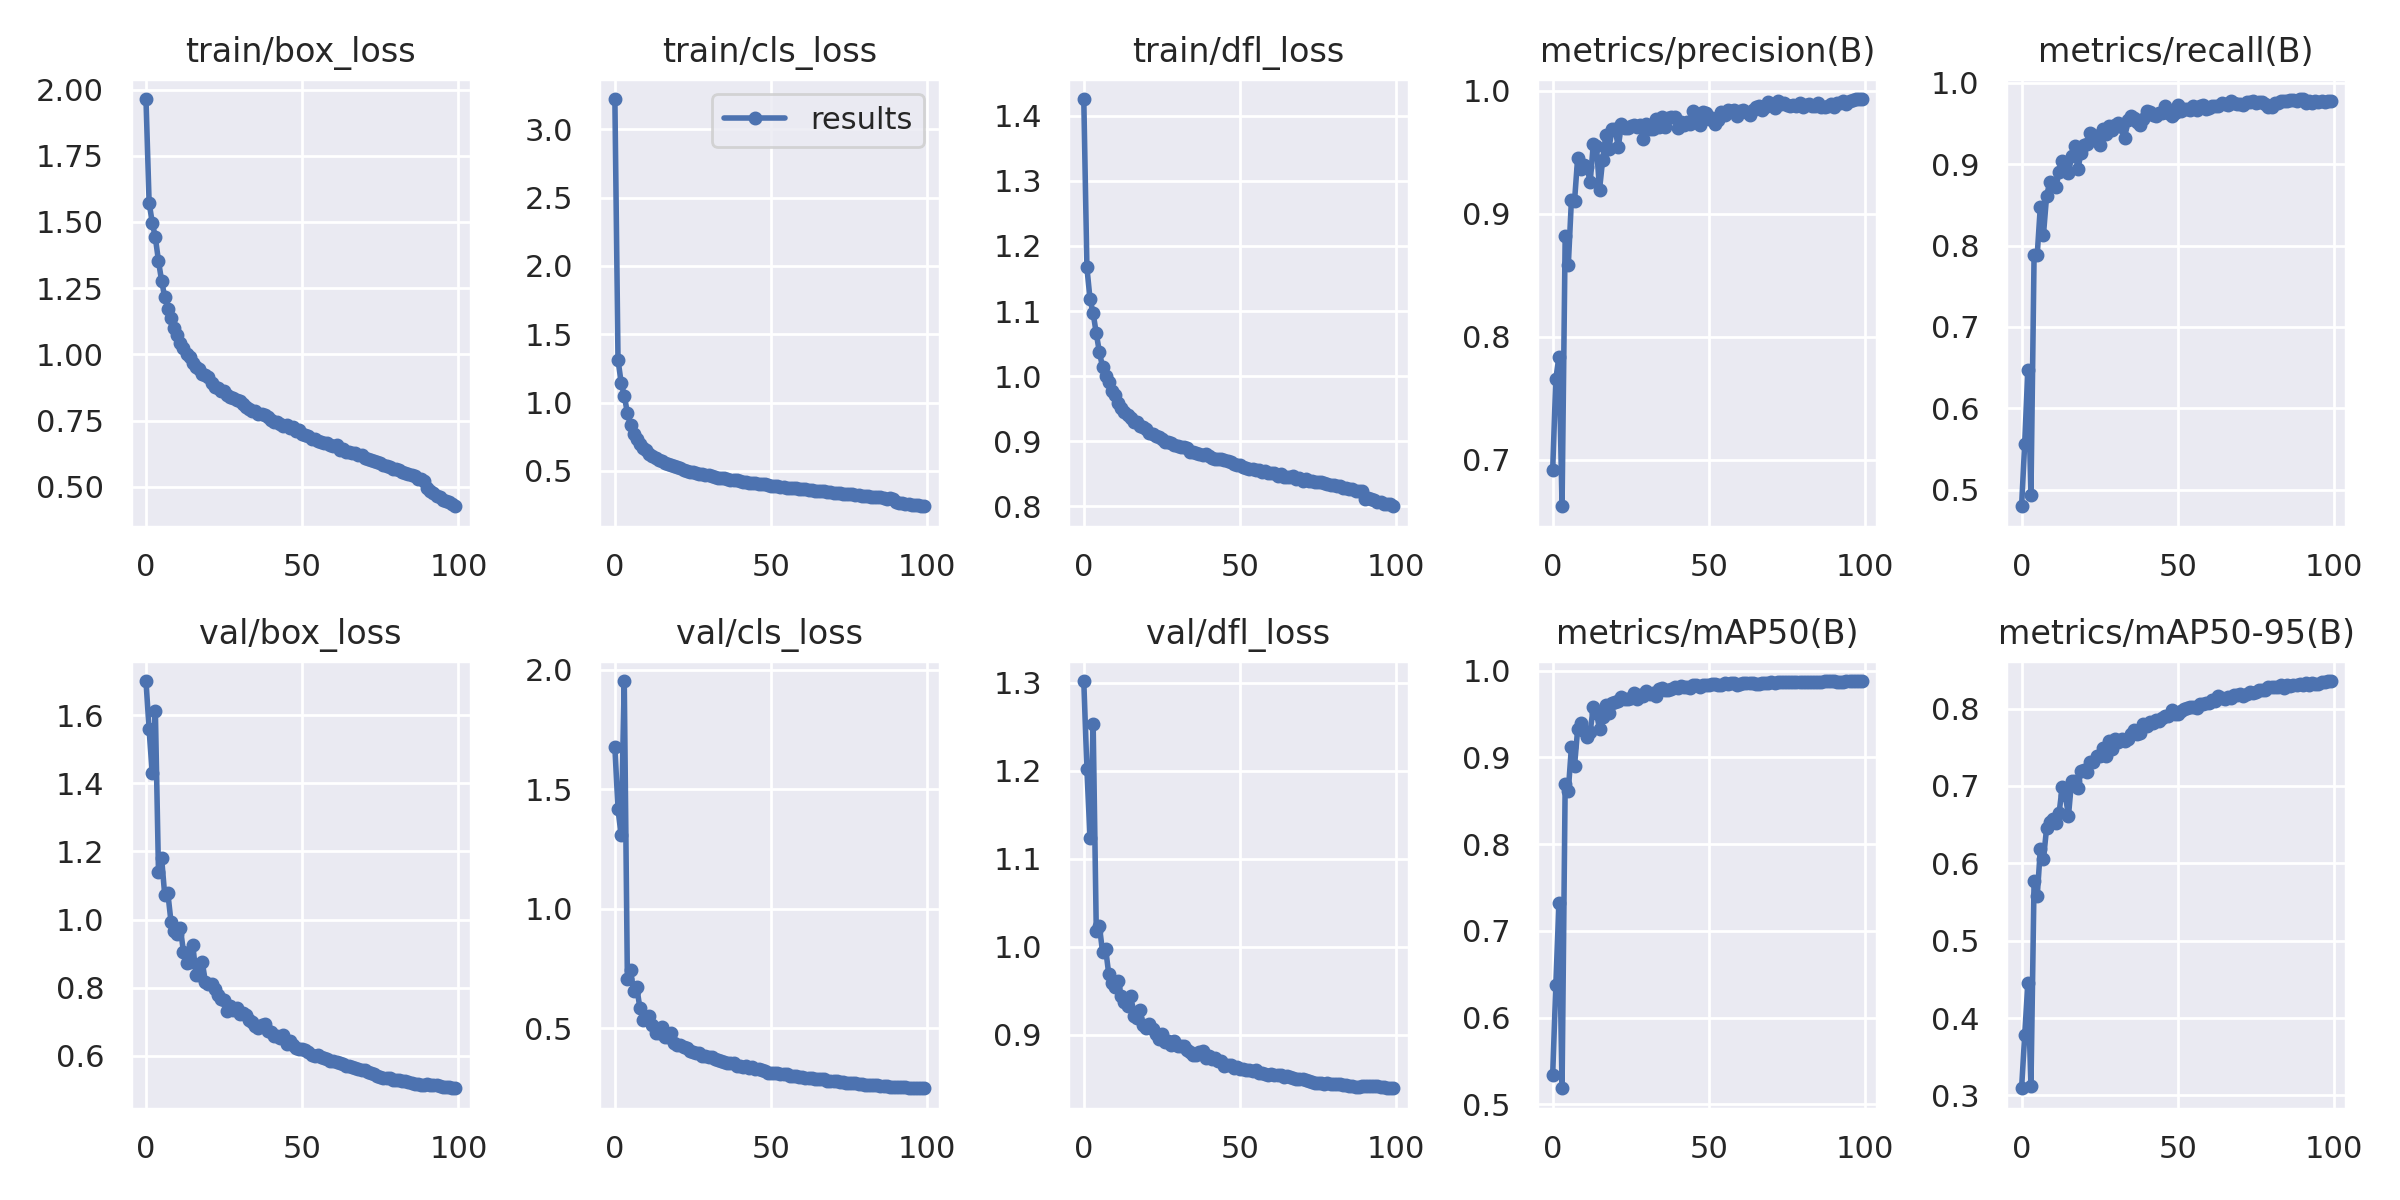 train/box_loss
2.00
1.75
1.50
1.25
1.00
0.75
0.50
0 50 100
train/cls_loss
results
3.0
2.5
2.0
1.5
1.0
0.5
0 50 100
train/dfl_loss
1.4
1.3
1.2
1.1
1.0
0.9
0.8
0 50 100
metrics/precision(B)
1.0
0.9
0.8
0.7
0 50 100
metrics/recall(B)
1.0
0.9
0.8
0.7
0.6
0.5
0 50 100
val/box_loss
1.6
1.4
1.2
1.0
0.8
0.6
0 50 100
val/cls_loss
2.0
1.5
1.0
0.5
0 50 100
val/dfl_loss
1.3
1.2
1.1
1.0
0.9
0 50 100
metrics/mAP50(B)
1.0
0.9
0.8
0.7
0.6
0.5
0 50 100
metrics/mAP50-95(B)
0.8
0.7
0.6
0.5
0.4
0.3
0 50 100